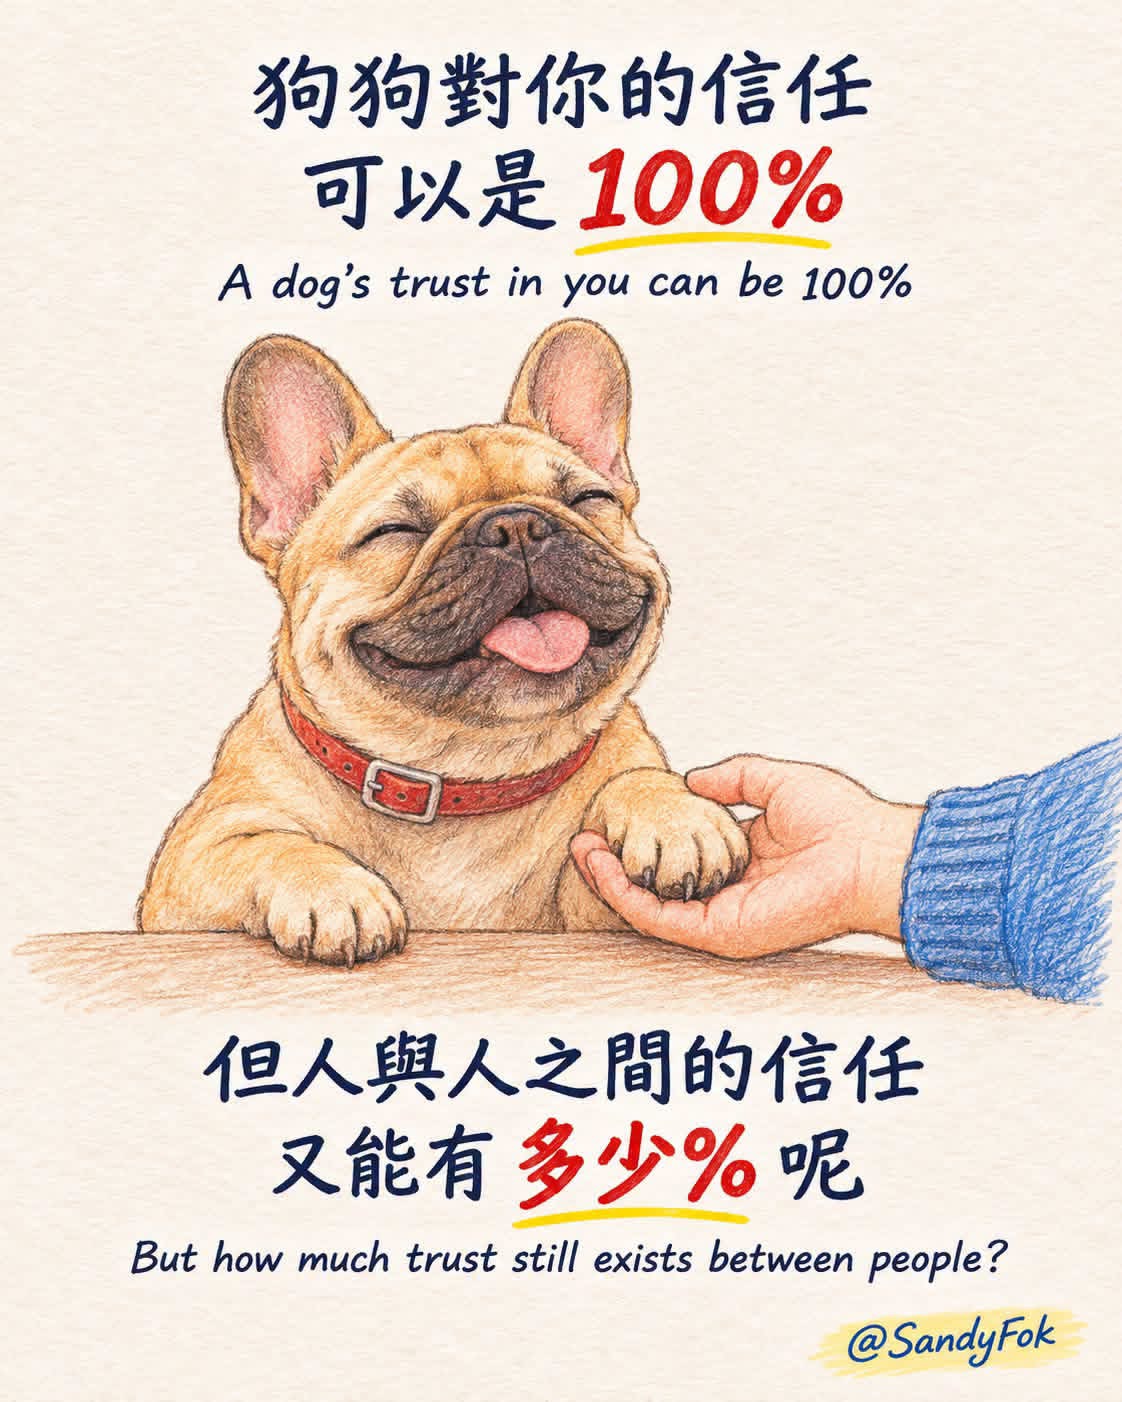 狗狗對你的信任
可以是 100%
A dog's trust in you can be 100%
但人與人之間的信任
又能有 多少% 呢
But how much trust still exists between people?
@SandyFok